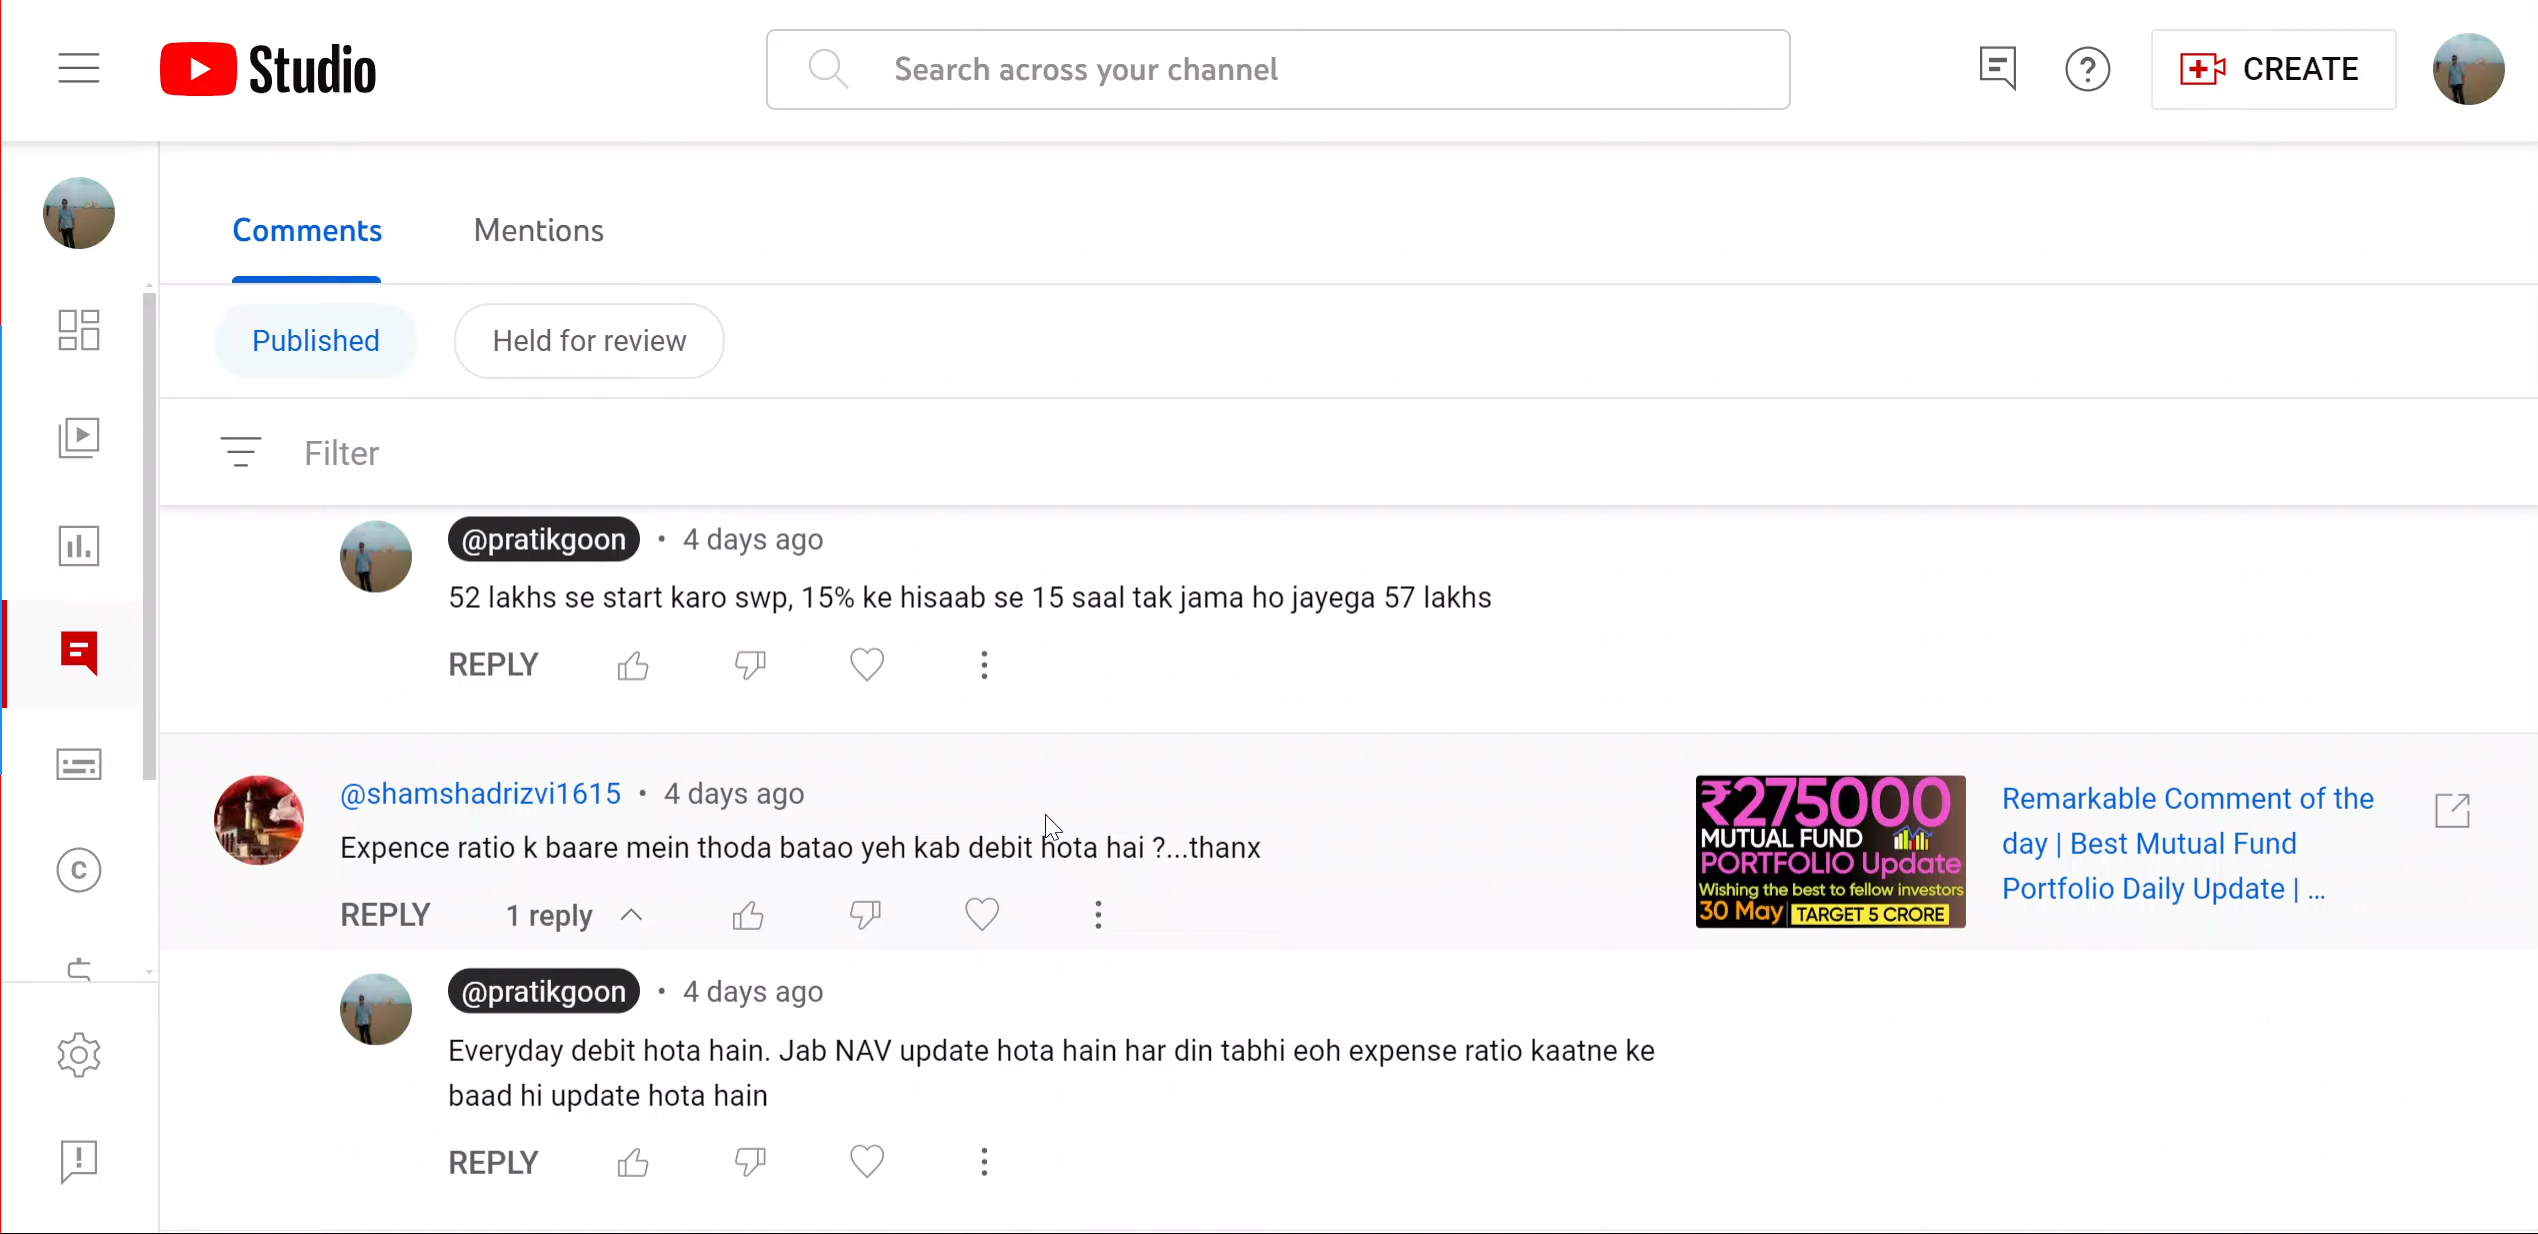 Studio
Search across your channel
CREATE
Comments
Mentions
Published
Held for review
Filter
@pratikgoon • 4 days ago
52 lakhs se start karo swp, 15% ke hisaab se 15 saal tak jama ho jayega 57 lakhs
REPLY
@shamshadrizvi1615 • 4 days ago
Expence ratio k baare mein thoda batao yeh kab debit hota hai ?...thanx
REPLY
1 reply
₹275000
MUTUAL FUND
PORTFOLIO Update
Wishing the best to fellow investors
30 May TARGET 5 CRORE
Remarkable Comment of the
day | Best Mutual Fund
Portfolio Daily Update | ...
@pratikgoon • 4 days ago
Everyday debit hota hain. Jab NAV update hota hain har din tabhi eoh expense ratio kaatne ke
baad hi update hota hain
REPLY